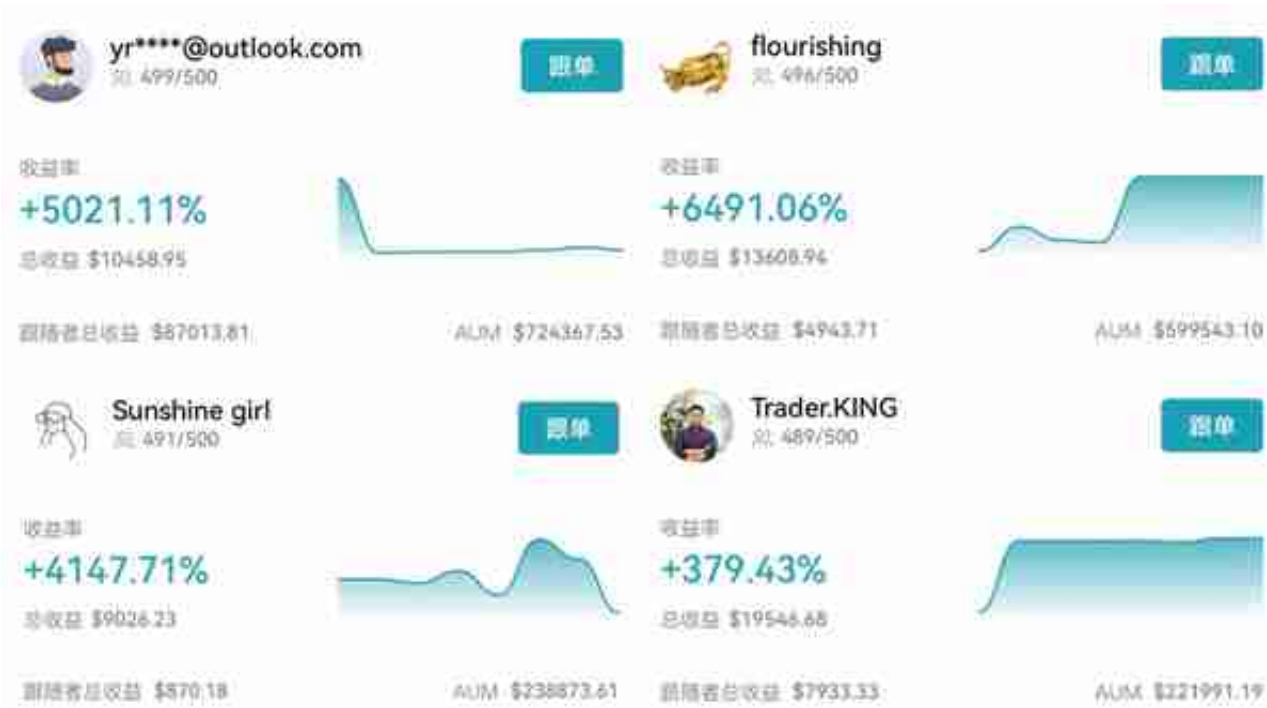 yr****@outlook.com
499/500
跟单
收益率
+5021.11%
总收益 $10458.95
跟随者总收益 $87013.81
AUM $724367.53
flourishing
496/500
跟单
收益率
+6491.06%
总收益 $13608.94
跟随者总收益 $4943.71
AUM $599543.10
Sunshine girl
491/500
跟单
收益率
+4147.71%
总收益 $9026.23
跟随者总收益 $870.18
AUM $238873.61
Trader.KING
489/500
跟单
收益率
+379.43%
总收益 $19546.68
跟随者总收益 $7933.33
AUM $221991.19